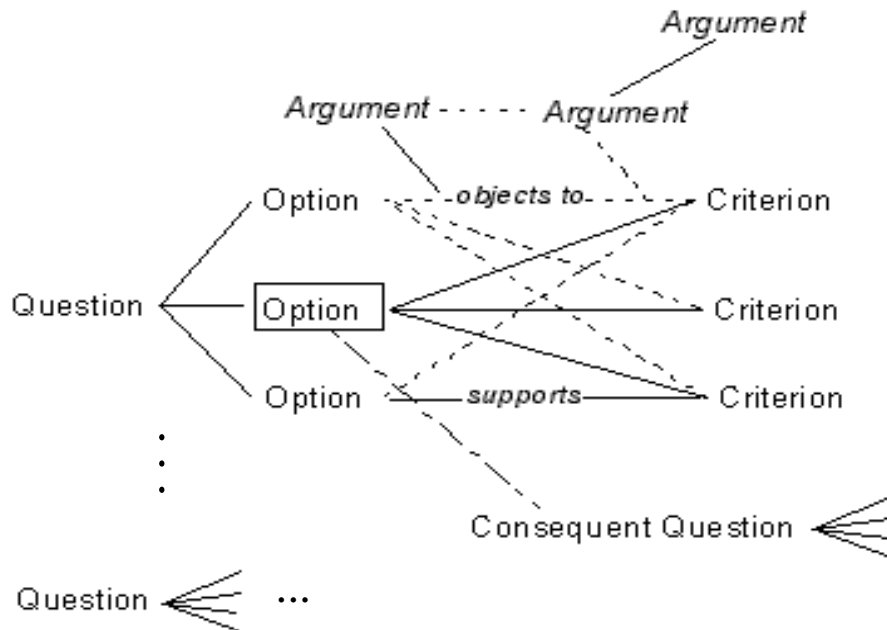 Argument
Argument
Argument
Option
objects to
Criterion
Question
Option
Criterion
Option
supports
Criterion
Consequent Question
Question
...